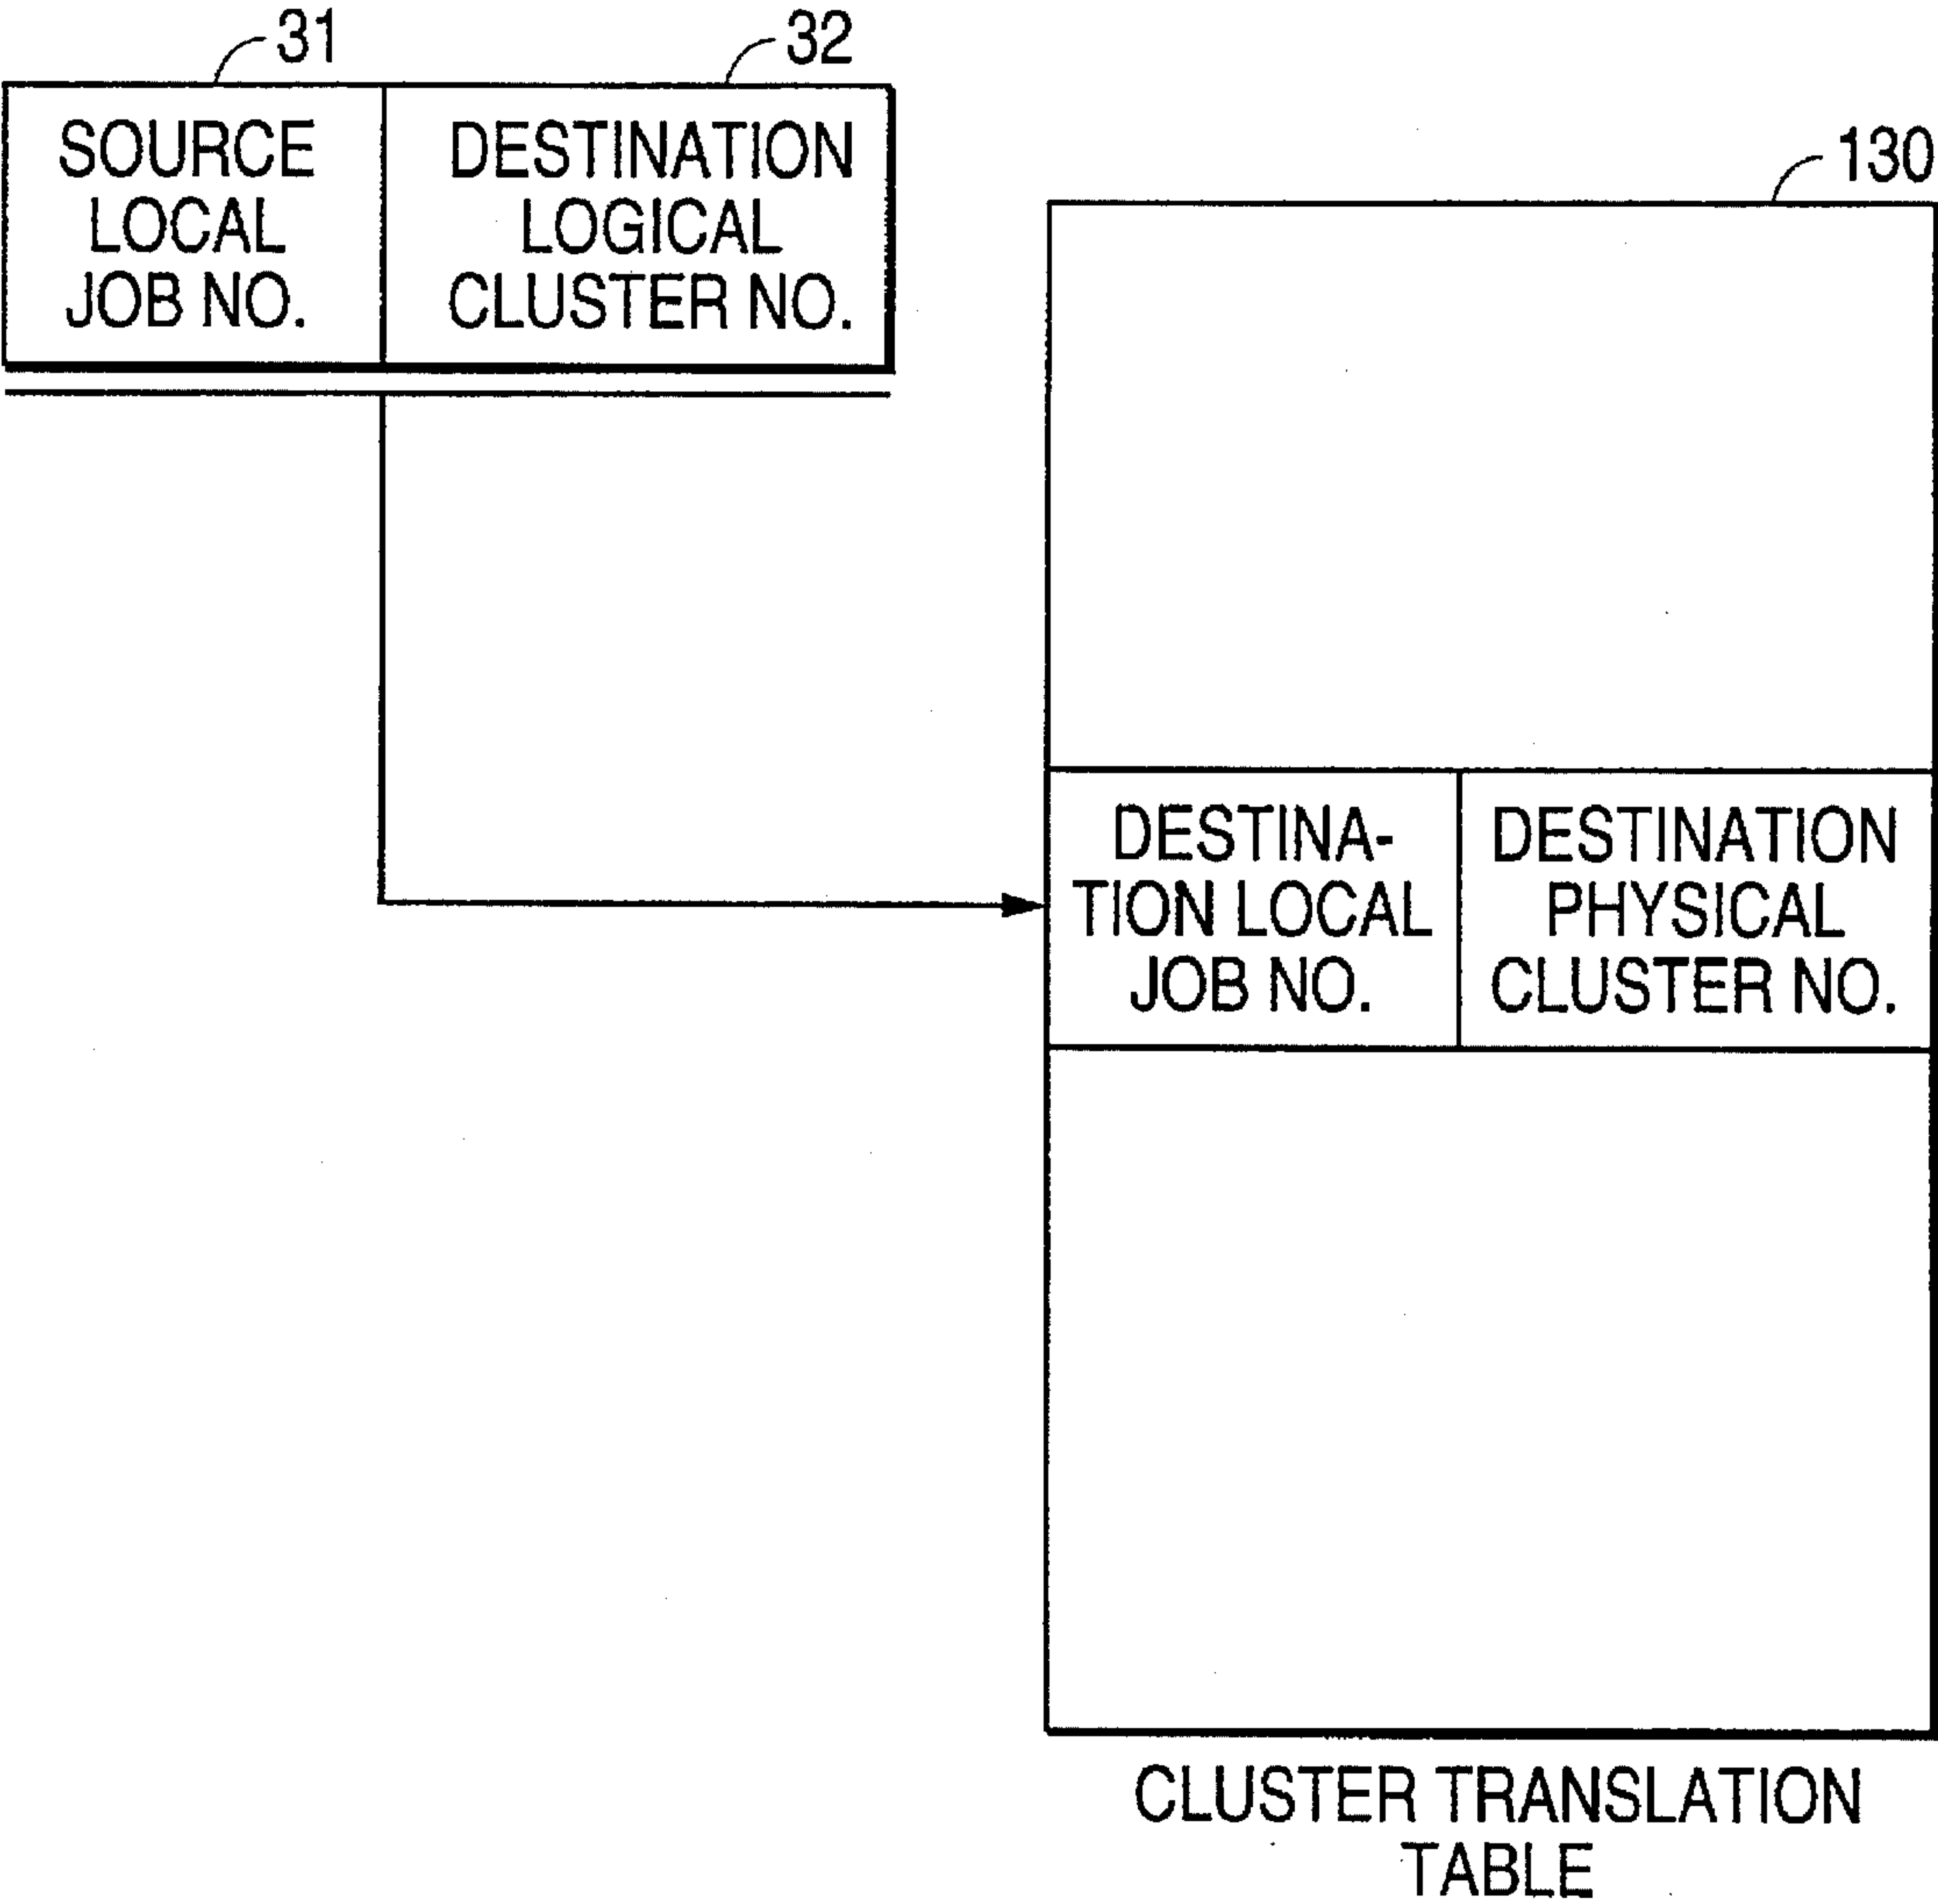 31
32
SOURCE
LOCAL
JOB NO.
DESTINATION
LOGICAL
CLUSTER NO.
130
DESTINA-
TION LOCAL
JOB NO.
DESTINATION
PHYSICAL
CLUSTER NO.
CLUSTER TRANSLATION
TABLE